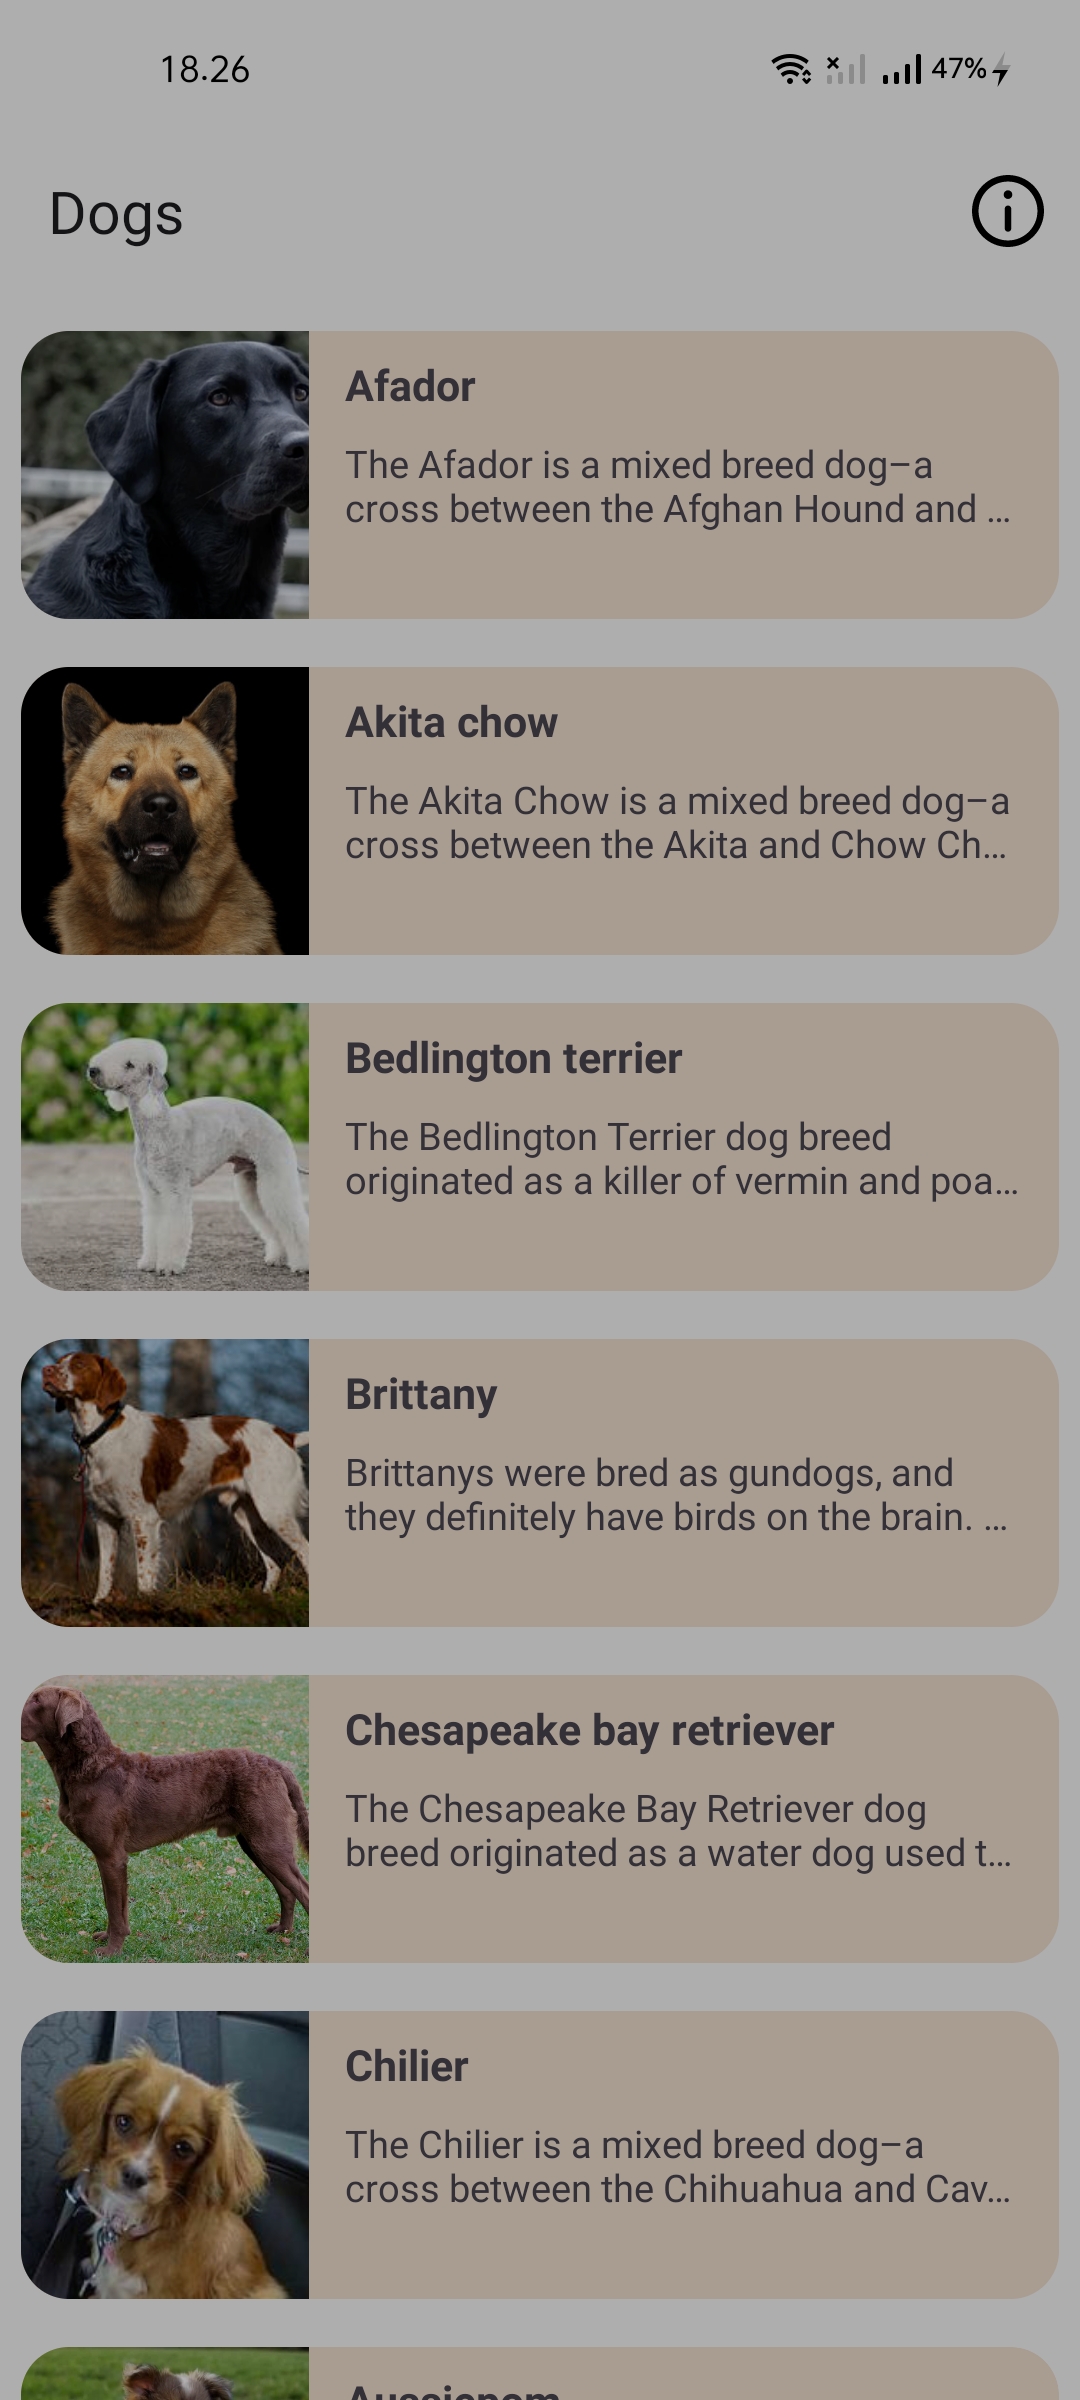 18.26
47%
Dogs
Afador
The Afador is a mixed breed dog–a
cross between the Afghan Hound and ...
Akita chow
The Akita Chow is a mixed breed dog–a
cross between the Akita and Chow Ch...
Bedlington terrier
The Bedlington Terrier dog breed
originated as a killer of vermin and poa...
Brittany
Brittanys were bred as gundogs, and
they definitely have birds on the brain. ...
Chesapeake bay retriever
The Chesapeake Bay Retriever dog
breed originated as a water dog used t...
Chilier
The Chilier is a mixed breed dog–a
cross between the Chihuahua and Cav...
Aussiepom